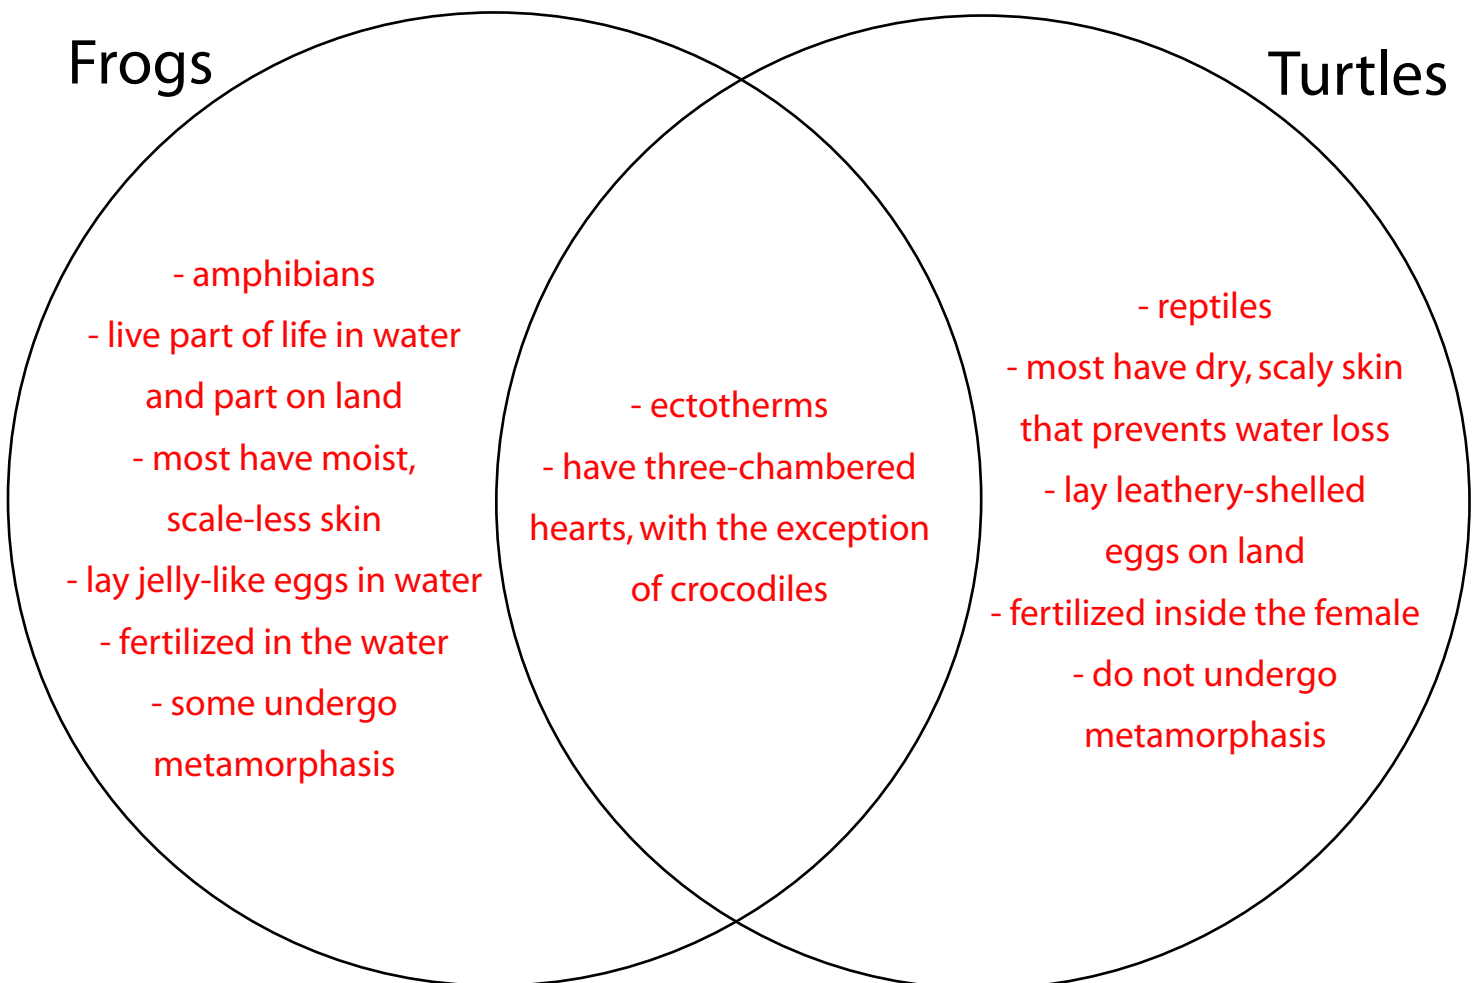 Frogs
Turtles
- amphibians
- live part of life in water
and part on land
- most have moist,
scale-less skin
- lay jelly-like eggs in water
- fertilized in the water
- some undergo
metamorphasis
- ectotherms
- have three-chambered
hearts, with the exception
of crocodiles
- reptiles
- most have dry, scaly skin
that prevents water loss
- lay leathery-shelled
eggs on land
- fertilized inside the female
- do not undergo
metamorphasis